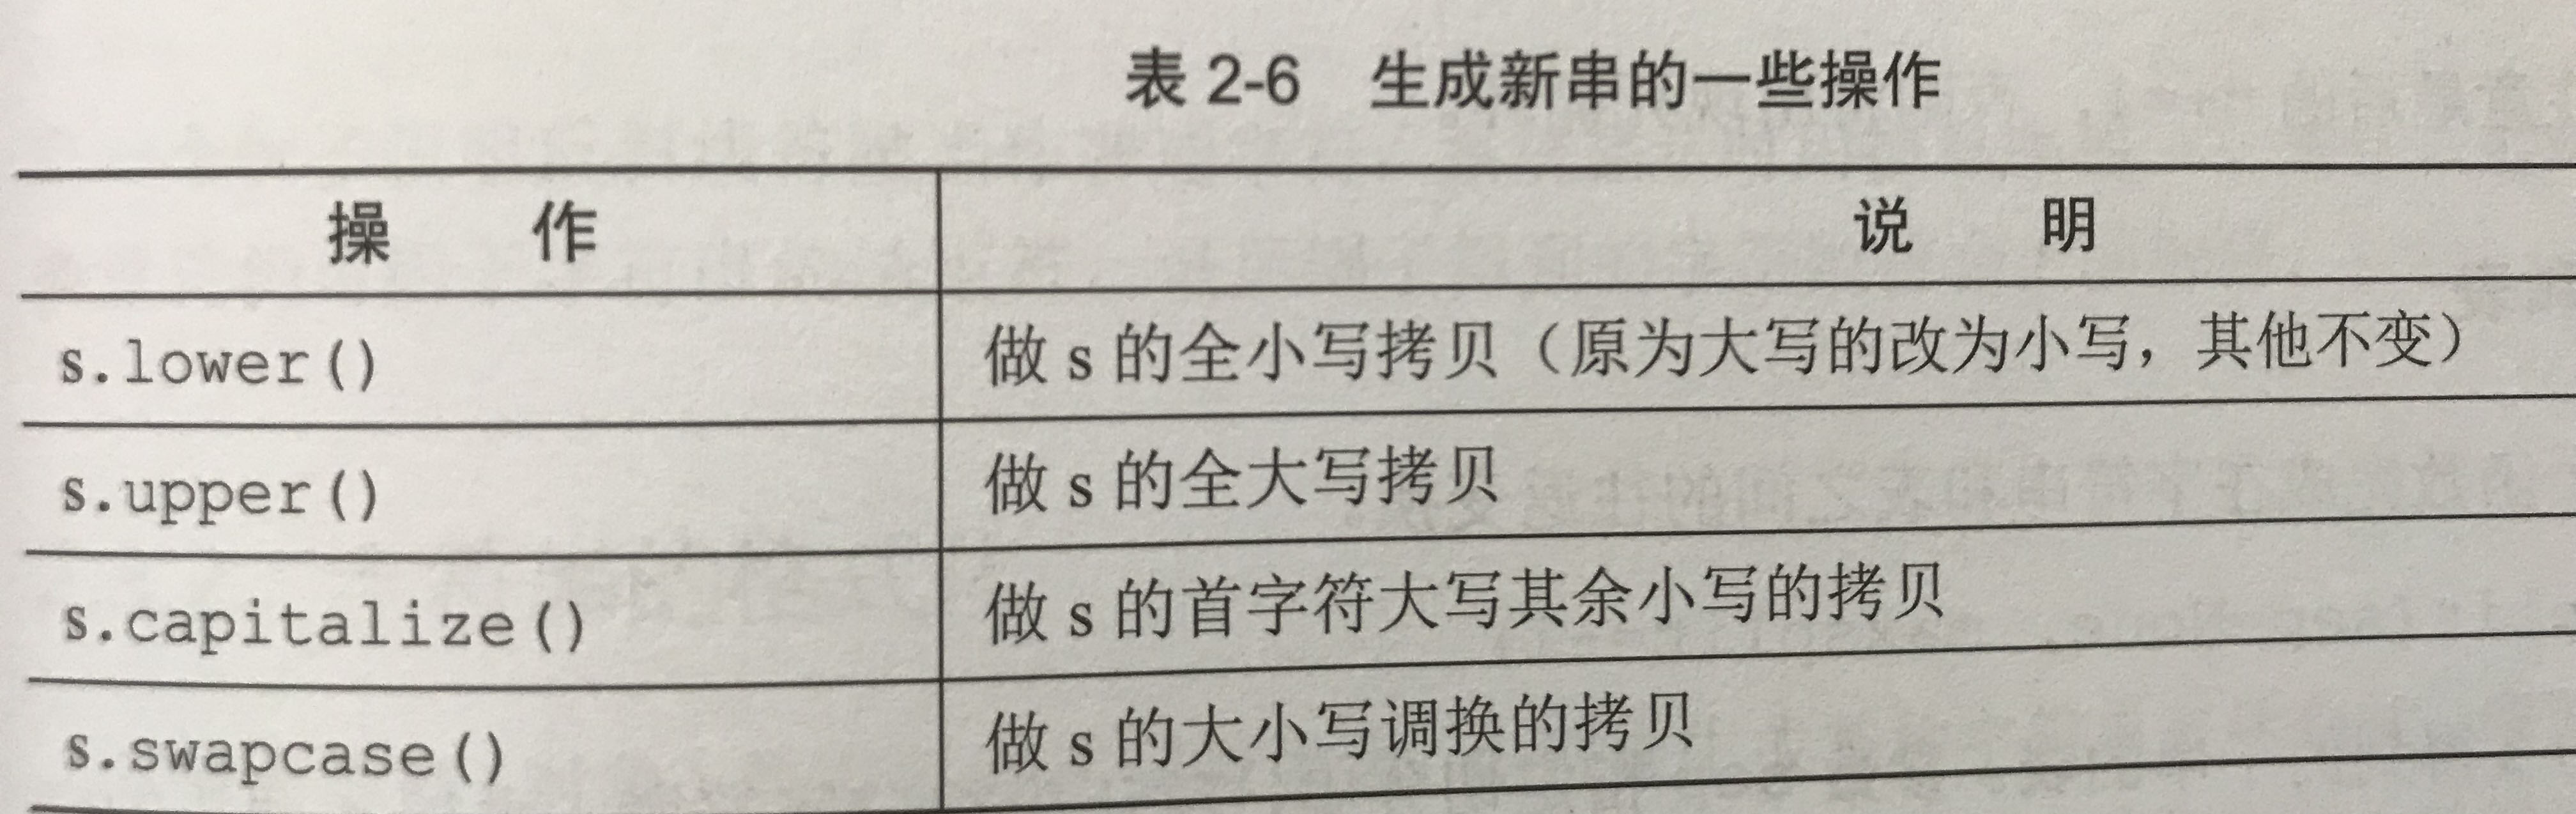 表 2-6 生成新串的一些操作
操 作 说 明
s.lower() 做 s 的全小写拷贝（原为大写的改为小写，其他不变）
s.upper() 做 s 的全大写拷贝
s.capitalize() 做 s 的首字符大写其余小写的拷贝
s.swapcase() 做 s 的大小写调换的拷贝